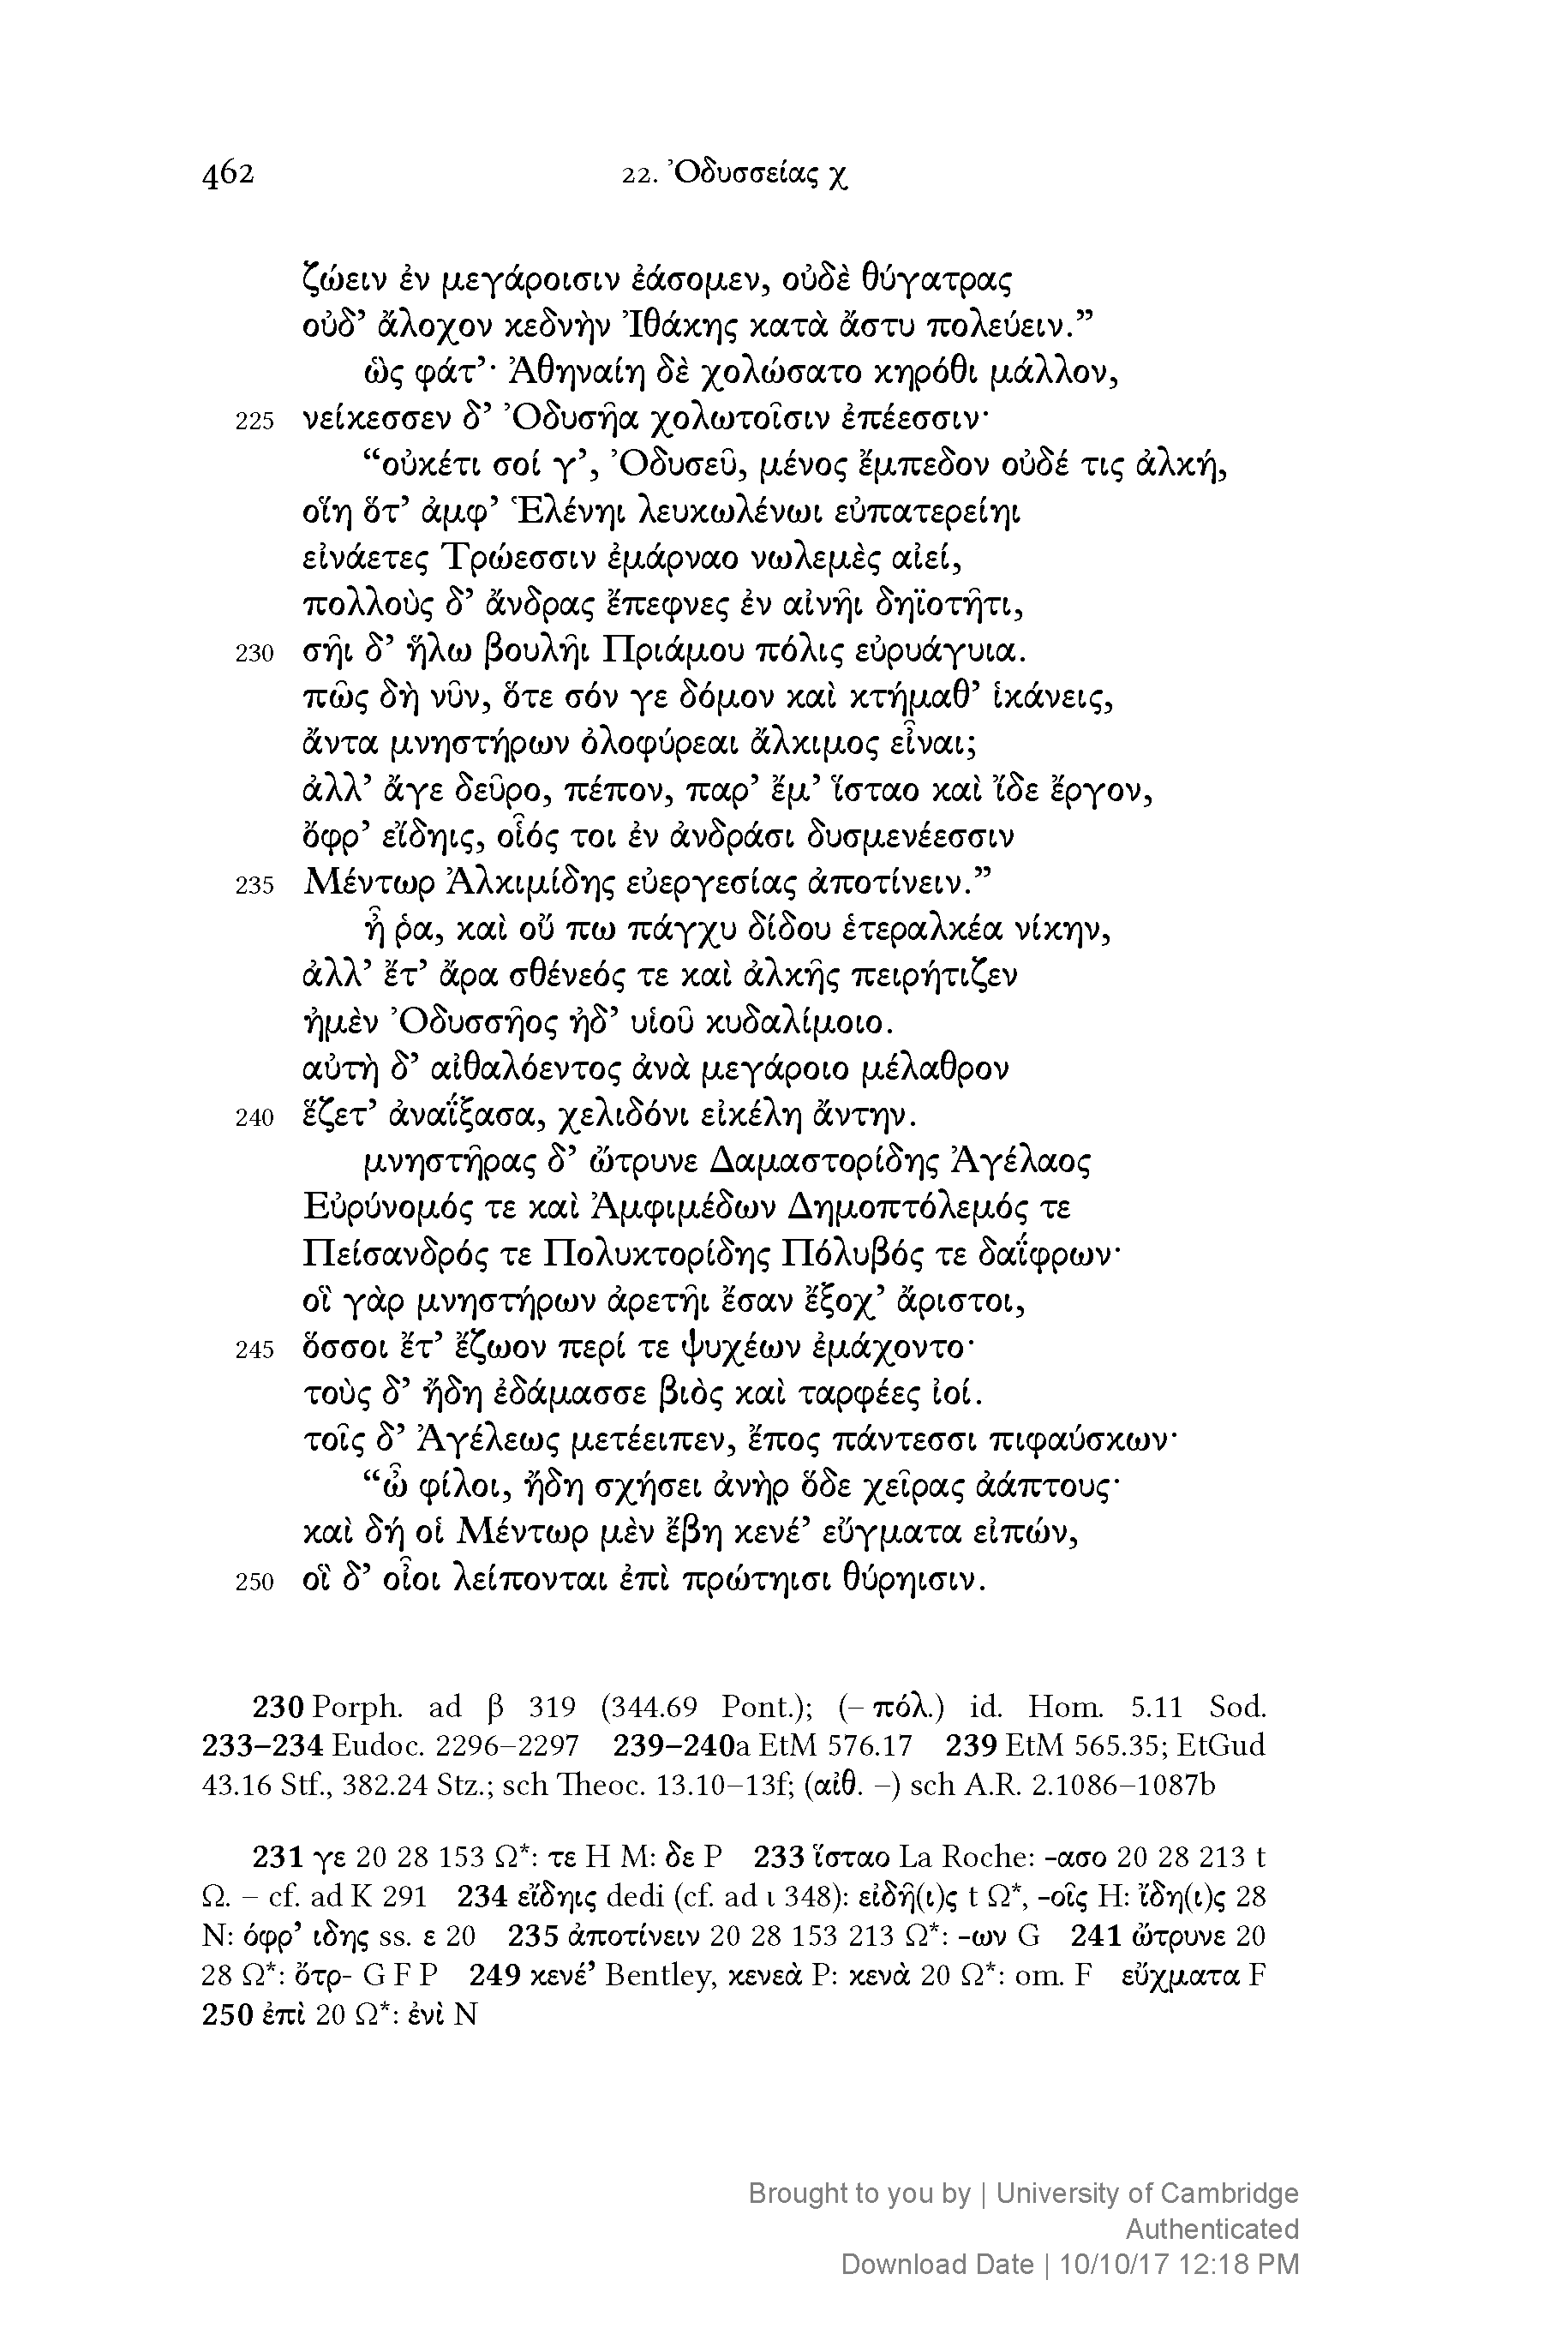 462 22. Ὀδυσσείας χ
ζώειν ἐν μεγάροισιν ἐάσομεν, οὐδὲ θύγατρας
οὐδ’ ἄλοχον κεδνὴν Ἰθάκης κατὰ ἄστυ πολεύειν.”
ὣς φάτ’· Ἀθηναίη δὲ χολώσατο κηρόθι μάλλον,
225 νείκεσσεν δ’ Ὀδυσῆα χολωτοῖσιν ἐπέεσσιν·
“οὐκέτι σοί γ’, Ὀδυσεῦ, μένος ἔμπεδον οὐδέ τις ἀλκή,
οἵη ὅτ’ ἀμφ’ Ἑλένηι λευκωλένωι εὐπατερείηι
εἰνάετες Τρώεσσιν ἐμάρναο νωλεμὲς αἰεί,
πολλοὺς δ’ ἄνδρας ἔπεφνες ἐν αἰνῆι δηϊοτῆτι,
230 σῆι δ’ ἥλω βουλῆι Πριάμου πόλις εὐρυάγυια.
πῶς δὴ νῦν, ὅτε σόν γε δόμον καὶ κτήμαθ’ ἱκάνεις,
ἄντα μνηστήρων ὀλοφύρεαι ἄλκιμος εἶναι;
ἀλλ’ ἄγε δεῦρο, πέπον, παρ’ ἔμ’ ἵσταο καὶ ἴδε ἔργον,
ὄφρ’ εἴδηις, οἷός τοι ἐν ἀνδράσι δυσμενέεσσιν
235 Μέντωρ Ἀλκιμίδης εὐεργεσίας ἀποτίνειν.”
ἦ ῥα, καὶ οὔ πω πάγχυ δίδου ἑτεραλκέα νίκην,
ἀλλ’ ἔτ’ ἄρα σθένεός τε καὶ ἀλκῆς πειρήτιζεν
ἠμὲν Ὀδυσσῆος ἠδ’ υἱοῦ κυδαλίμοιο.
αὐτὴ δ’ αἰθαλόεντος ἀνὰ μεγάροιο μέλαθρον
240 ἕζετ’ ἀναΐξασα, χελιδόνι εἰκέλη ἄντην.
μνηστῆρας δ’ ὤτρυνε Δαμαστορίδης Ἀγέλαος
Εὐρύνομός τε καὶ Ἀμφιμέδων Δημοπτόλεμός τε
Πείσανδρός τε Πολυκτορίδης Πόλυβός τε δαΐφρων·
οἳ γὰρ μνηστήρων ἀρετῆι ἔσαν ἔξοχ’ ἄριστοι,
245 ὅσσοι ἔτ’ ἔζωον περί τε ψυχέων ἐμάχοντο·
τοὺς δ’ ἤδη ἐδάμασσε βιὸς καὶ ταρφέες ἰοί.
τοῖς δ’ Ἀγέλεως μετέειπεν, ἔπος πάντεσσι πιφαύσκων·
“ὦ φίλοι, ἤδη σχήσει ἀνὴρ ὅδε χεῖρας ἀάπτους·
καὶ δή οἱ Μέντωρ μὲν ἔβη κενέ’ εὔγματα εἰπών,
250 οἳ δ’ οἶοι λείπονται ἐπὶ πρώτηισι θύρηισιν.
230 Porph. ad β 319 (344.69 Pont.); (– πόλ.) id. Hom. 5.11 Sod.
233–234 Eudoc. 2296–2297 239–240a EtM 576.17 239 EtM 565.35; EtGud
43.16 Stf., 382.24 Stz.; sch Theoc. 13.10–13f; (αἰθ. –) sch A.R. 2.1086–1087b
231 γε 20 28 153 Ω*: τε H M: δε P 233 ἵσταο La Roche: -ασο 20 28 213 t
Ω. – cf. ad K 291 234 εἴδηις dedi (cf. ad ι 348): εἰδῆ(ι)ς t Ω*, -οῖς H: ἴδη(ι)ς 28
N: όφρ’ ιδης ss. ε 20 235 ἀποτίνειν 20 28 153 213 Ω*: -ων G 241 ὤτρυνε 20
28 Ω*: ὄτρ- G F P 249 κενέ’ Bentley, κενεὰ P: κενὰ 20 Ω*: om. F εὔχματα F
250 ἐπὶ 20 Ω*: ἐνὶ N
Brought to you by | University of Cambridge
Authenticated
Download Date | 10/10/17 12:18 PM